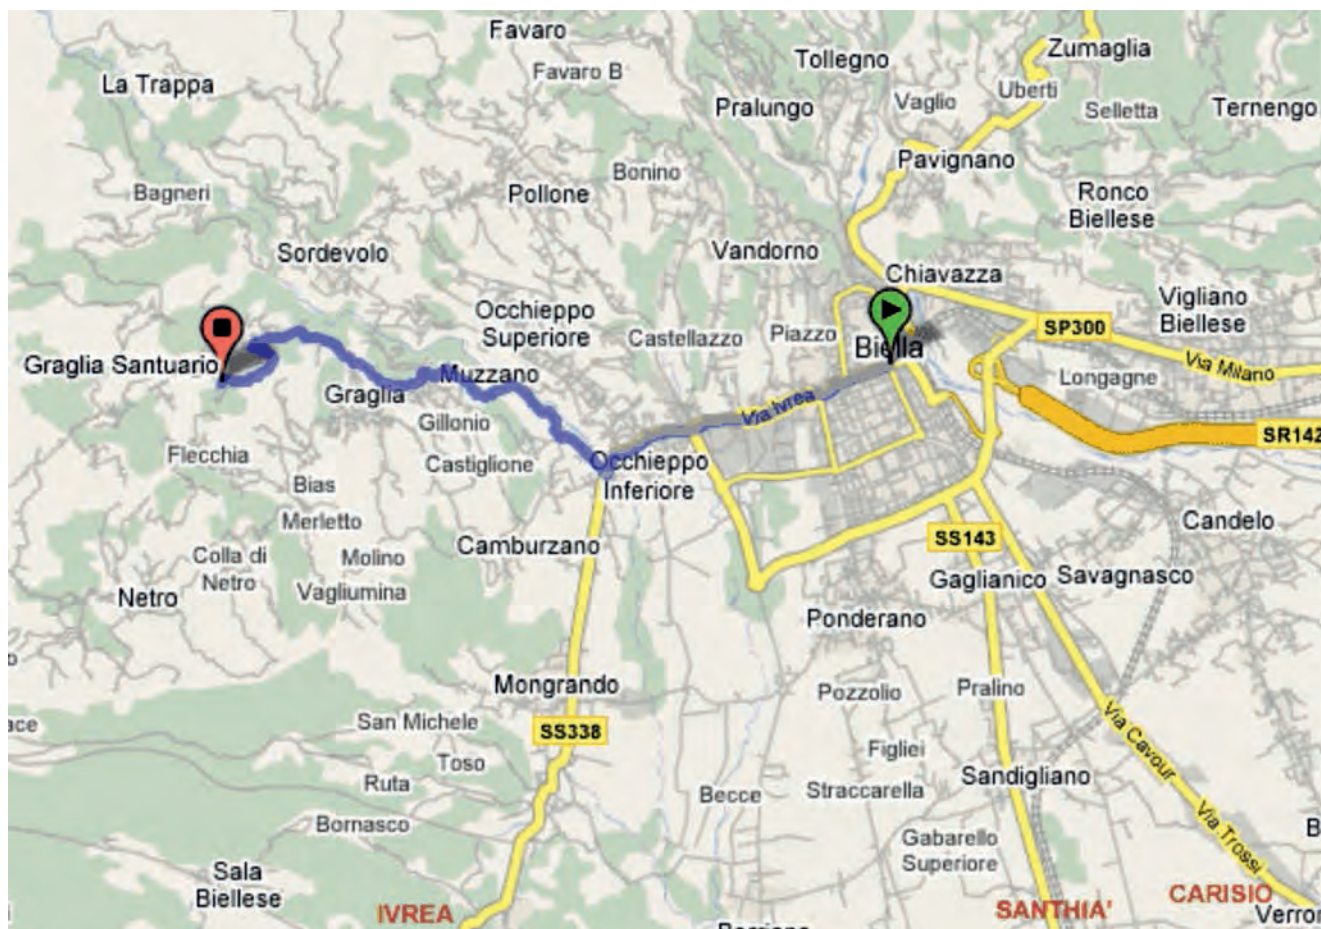 Favaro
Zumaglia
Tollegno
Favaro B
La Trappa
Uberti
Vaglio
Pralungo
Selletta
Ternengo
Pavignano
Bonino
Bagneri
Pollone
Ronco
Biellese
Sordevolo
Vandorno
Chiavazza
Vigliano
Biellese
Occhieppo
Superiore
Castellazzo
Piazzo
SP300
Biella
Graglia Santuario
Via Milano
Longagne
Muzzano
Graglia
Via Ivrea
Gillonio
SR142
Flecchia
Castiglione
Occhieppo
Inferiore
Bias
Merletto
Candelo
SS143
Camburzano
Colla di
Netro
Molino
Vagliumina
Netro
Gaglianico
Savagnasco
Ponderano
Mongrando
Pozzolio
Pralino
San Michele
SS338
Via Cavour
Toso
Figliei
Ruta
Becce
Straccarella
Sandigliano
Bornasco
Via Trossi
Gabarello
Superiore
Sala
Biellese
IVREA
SANTHIA'
CARISIO